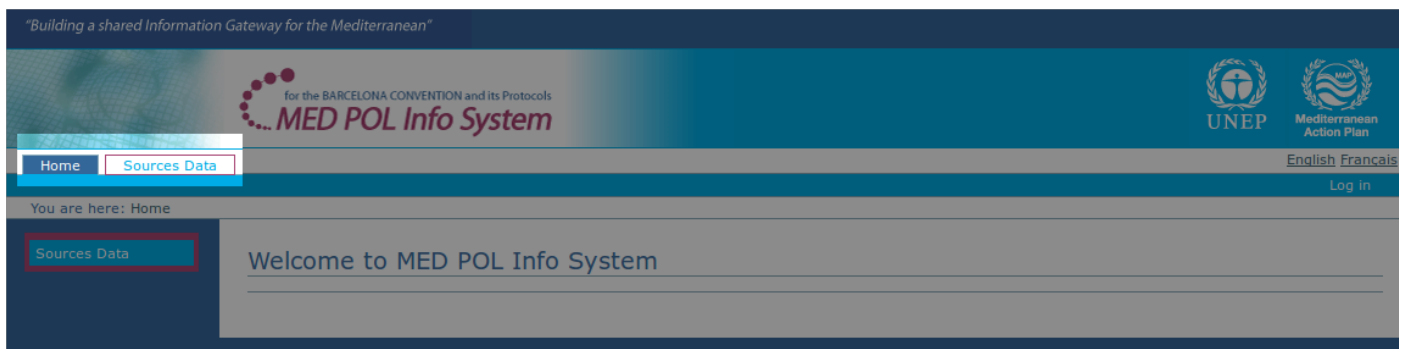 "Building a shared Information Gateway for the Mediterranean"
for the BARCELONA CONVENTION and its Protocols
MED POL Info System
UNEP
MAP
Mediterranean
Action Plan
Home Sources Data
English Français
Log in
You are here: Home
Sources Data
Welcome to MED POL Info System